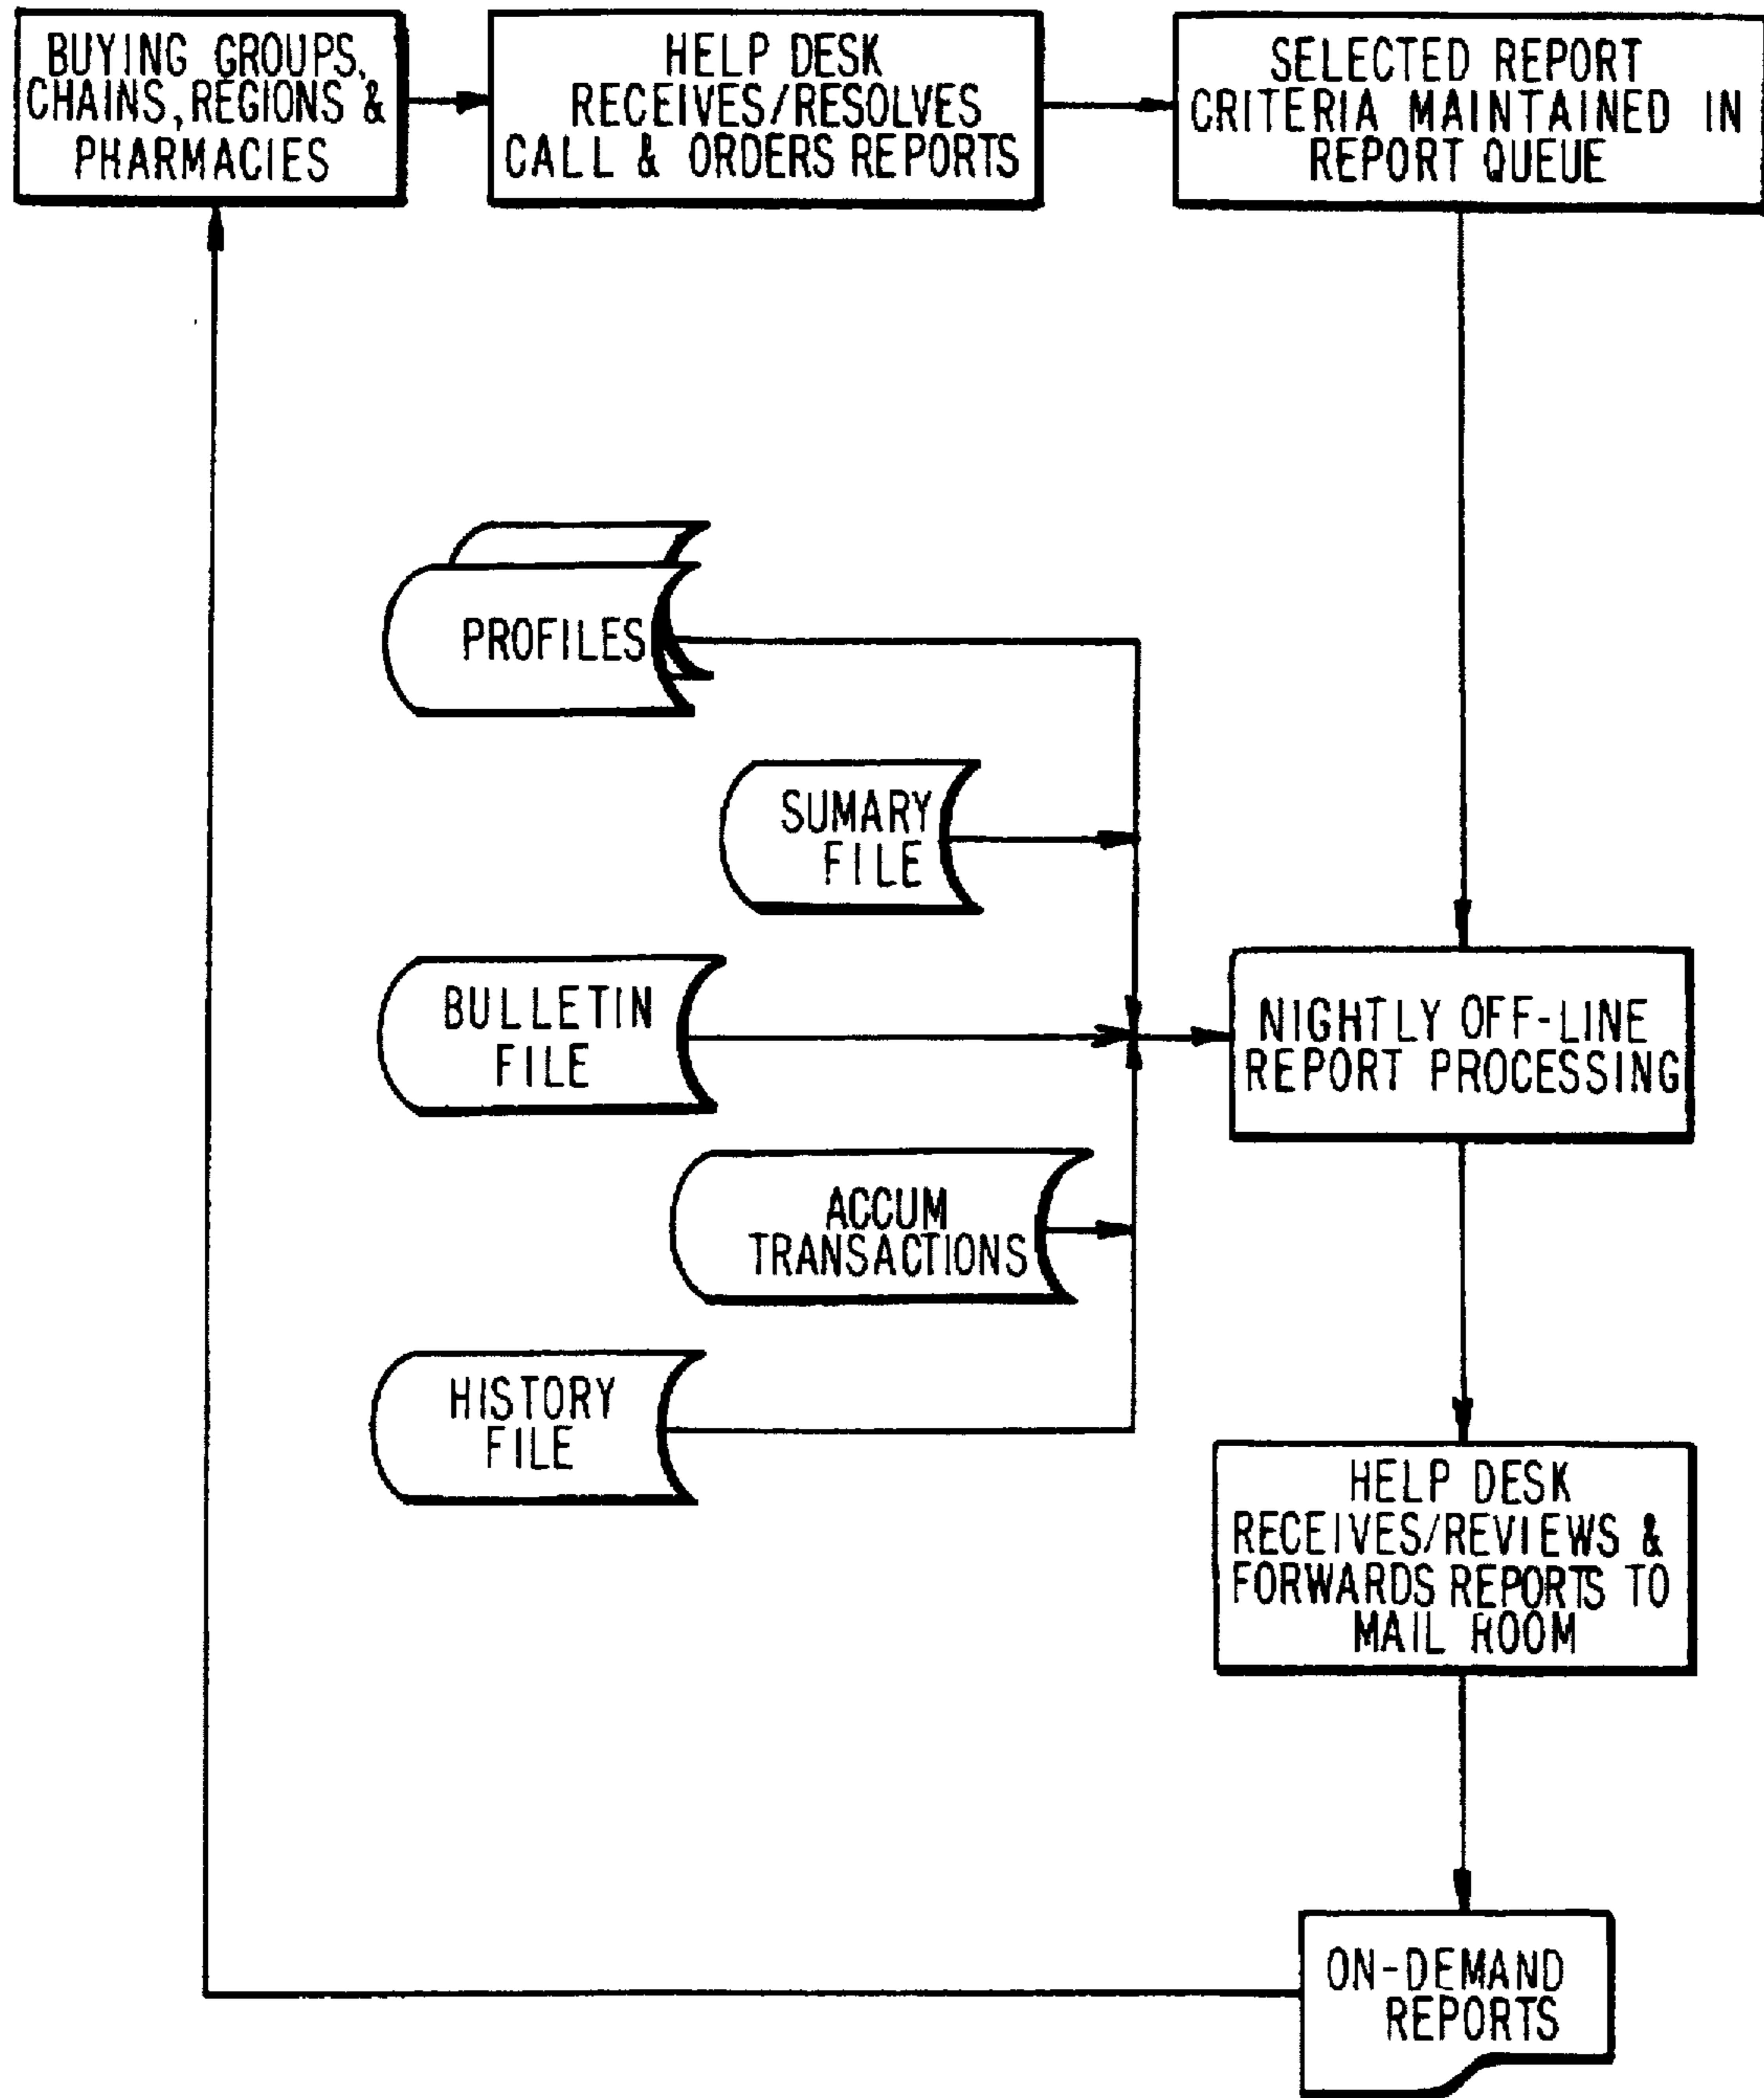 BUYING GROUPS,
CHAINS, REGIONS &
PHARMACIES
HELP DESK
RECEIVES/RESOLVES
CALL & ORDERS REPORTS
SELECTED REPORT
CRITERIA MAINTAINED IN
REPORT QUEUE
PROFILES
SUMARY
FILE
BULLETIN
FILE
NIGHTLY OFF-LINE
REPORT PROCESSING
ACCUM
TRANSACTIONS
HISTORY
FILE
HELP DESK
RECEIVES/REVIEWS &
FORWARDS REPORTS TO
MAIL ROOM
ON-DEMAND
REPORTS